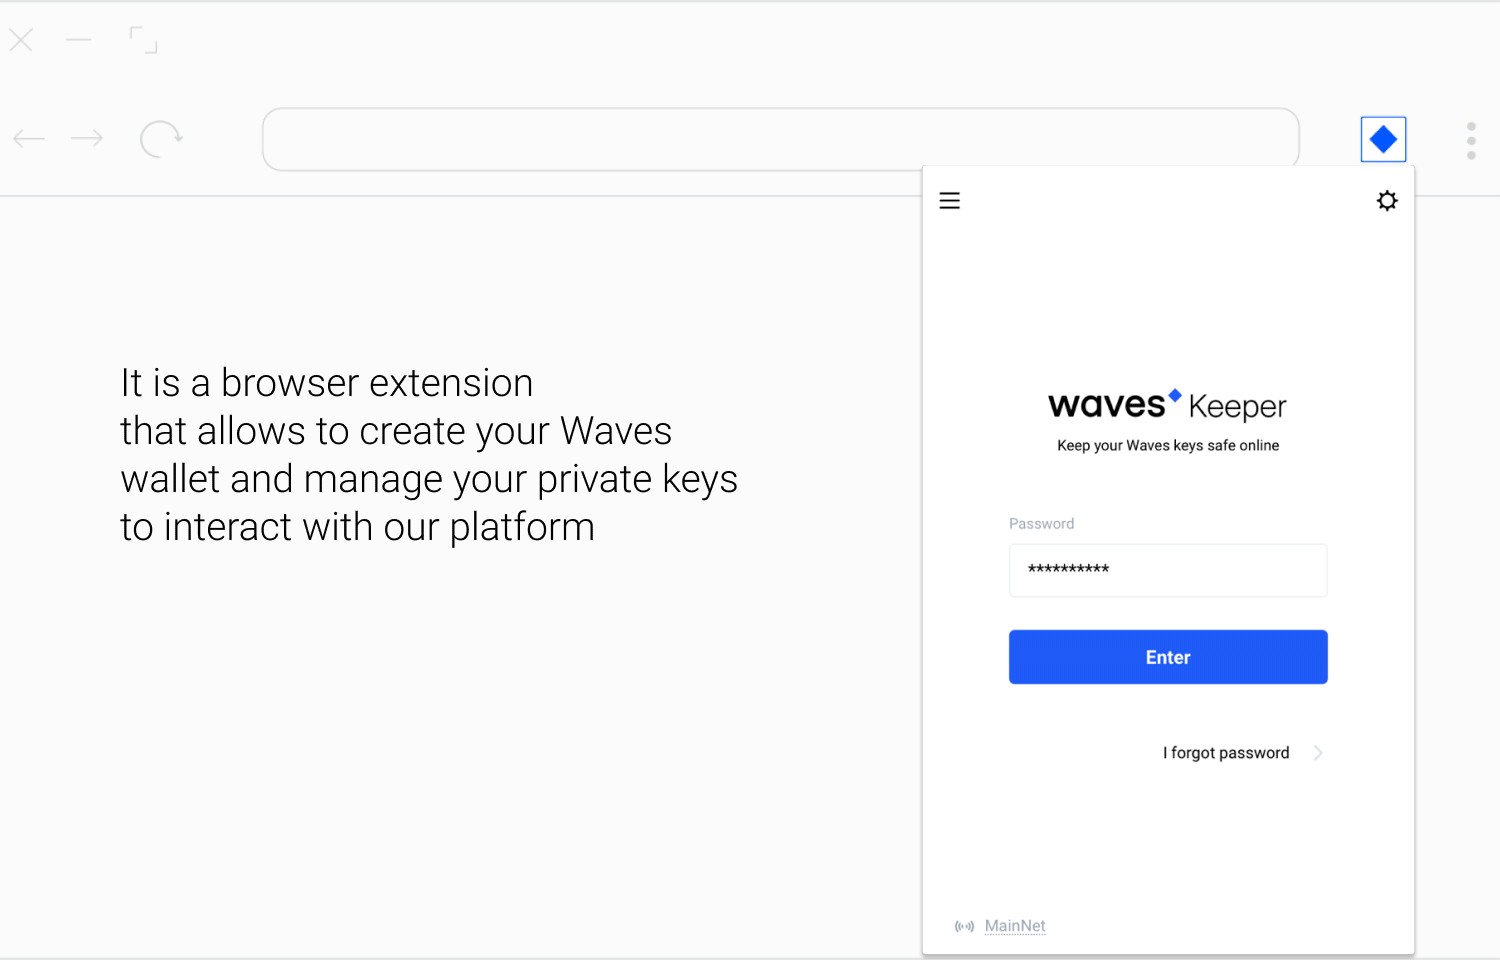 It is a browser extension
that allows to create your Waves
wallet and manage your private keys
to interact with our platform
waves Keeper
Keep your Waves keys safe online
Password
**********
Enter
I forgot password
MainNet